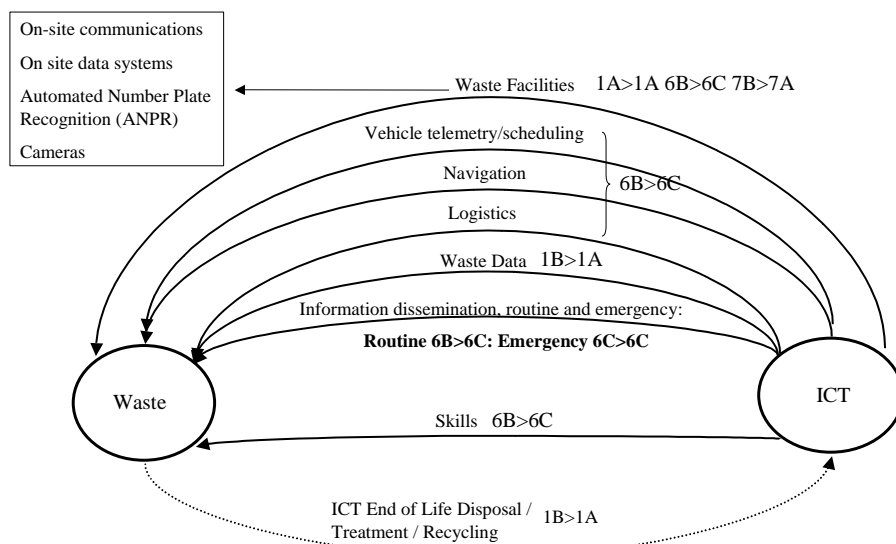 On-site communications
On site data systems
Automated Number Plate
Recognition (ANPR)
Cameras
Waste Facilities 1A>1A 6B>6C 7B>7A
Vehicle telemetry/scheduling
Navigation
6B>6C
Logistics
Waste Data 1B>1A
Information dissemination, routine and emergency:
Routine 6B>6C: Emergency 6C>6C
Waste
ICT
Skills 6B>6C
ICT End of Life Disposal /
Treatment / Recycling
1B>1A